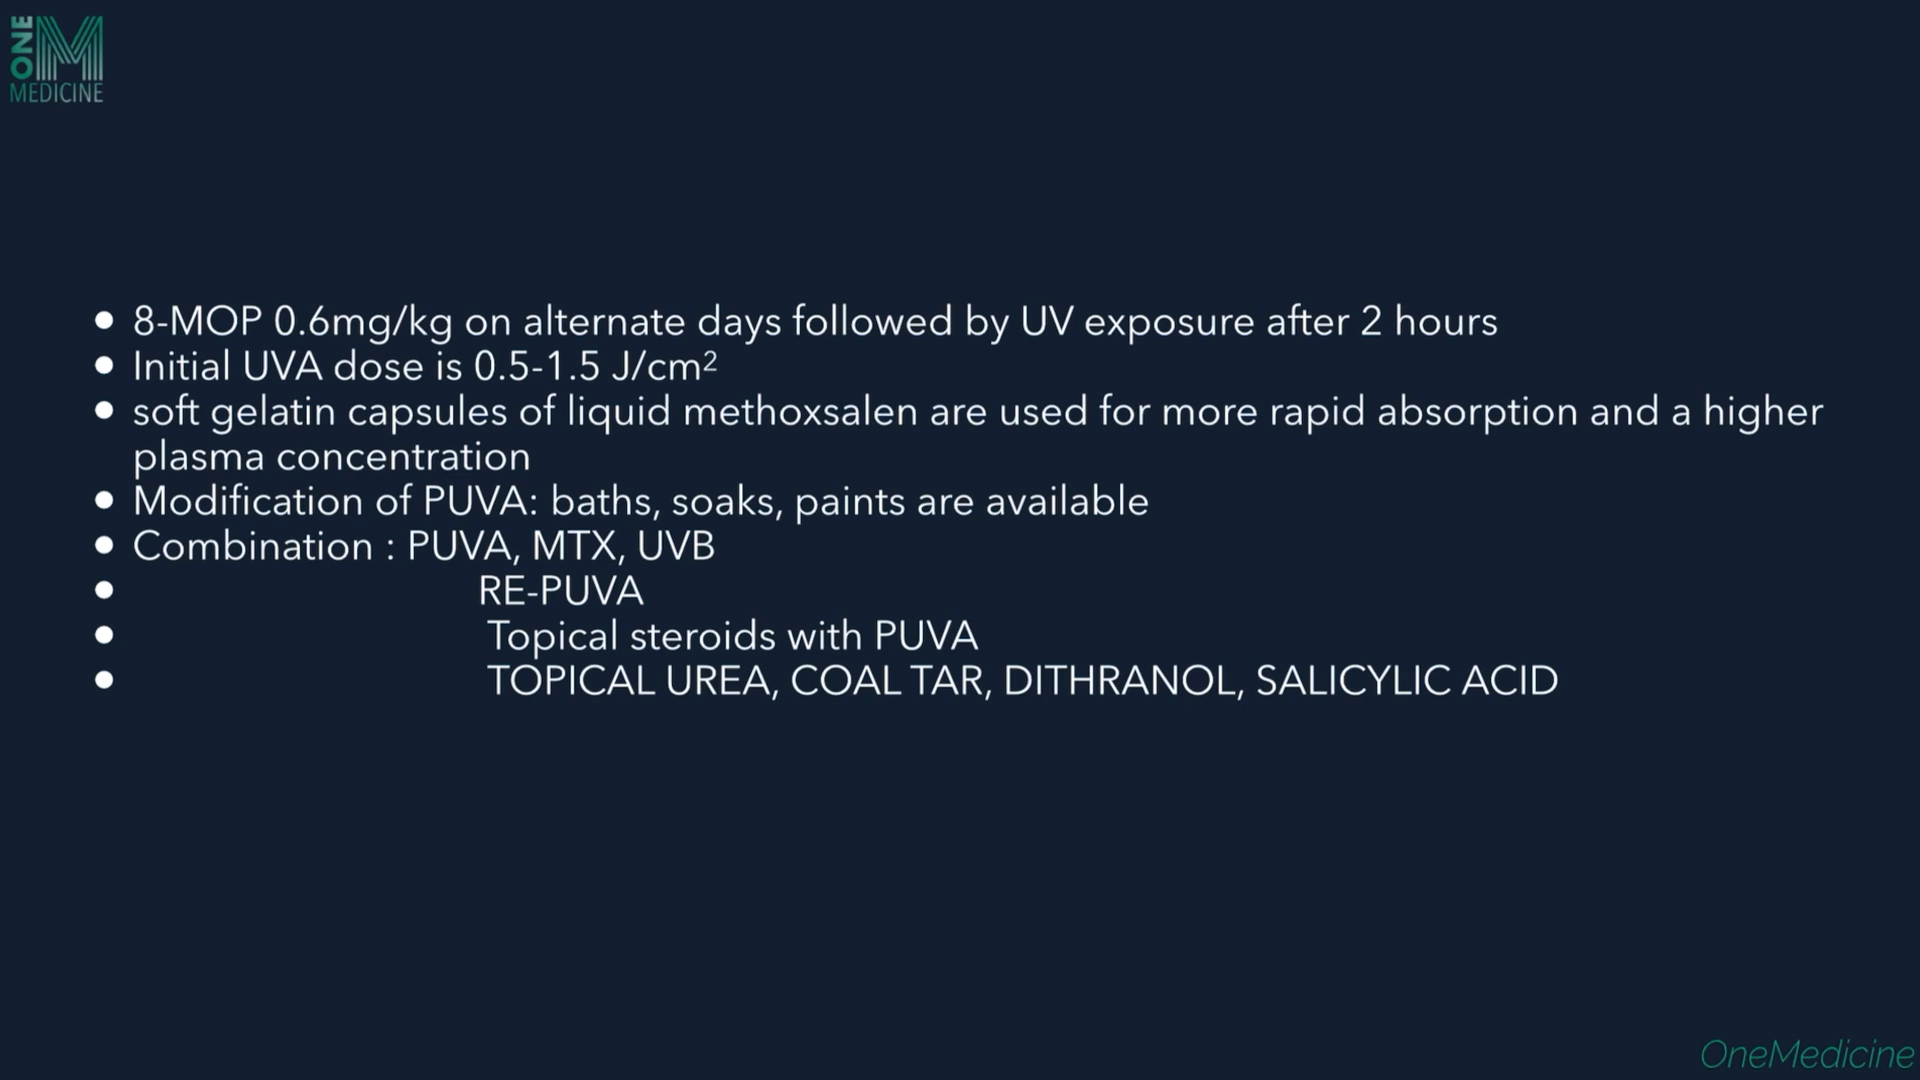 ONE
MEDICINE
• 8-MOP 0.6mg/kg on alternate days followed by UV exposure after 2 hours
• Initial UVA dose is 0.5-1.5 J/cm²
• soft gelatin capsules of liquid methoxsalen are used for more rapid absorption and a higher
plasma concentration
• Modification of PUVA: baths, soaks, paints are available
• Combination : PUVA, MTX, UVB
• RE-PUVA
• Topical steroids with PUVA
• TOPICAL UREA, COAL TAR, DITHRANOL, SALICYLIC ACID
OneMedicine